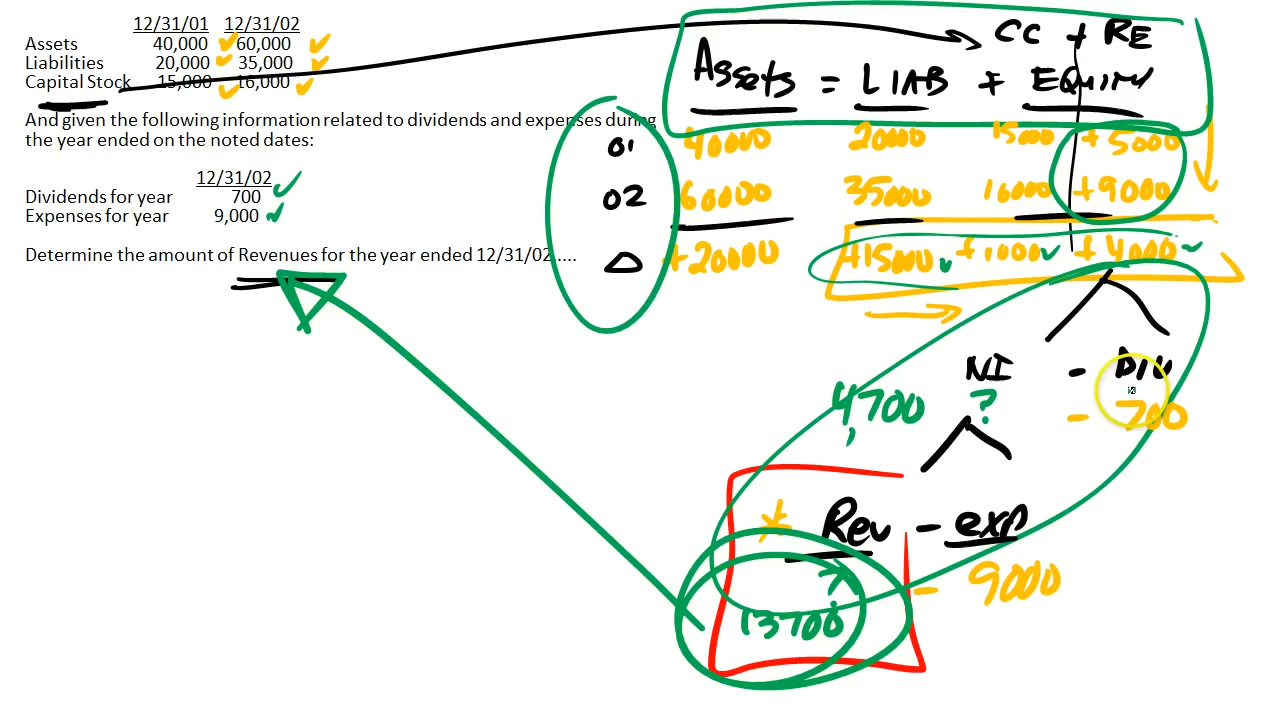 12/31/01 12/31/02
Assets 40,000 60,000
Liabilities 20,000 35,000
Capital Stock 15,000 16,000
And given the following information related to dividends and expenses during
the year ended on the noted dates:
12/31/02
Dividends for year 700
Expenses for year 9,000
Determine the amount of Revenues for the year ended 12/31/02....
CC + RE
Assets = LIAB + EQUITY
01 40000 20000 15000 +5000
02 60000 35000 16000 +9000
Δ +20000 +15000 +1000 +4000
NI - DIV
4,700 ? - 700
* Rev - exp
? - 9000
13700